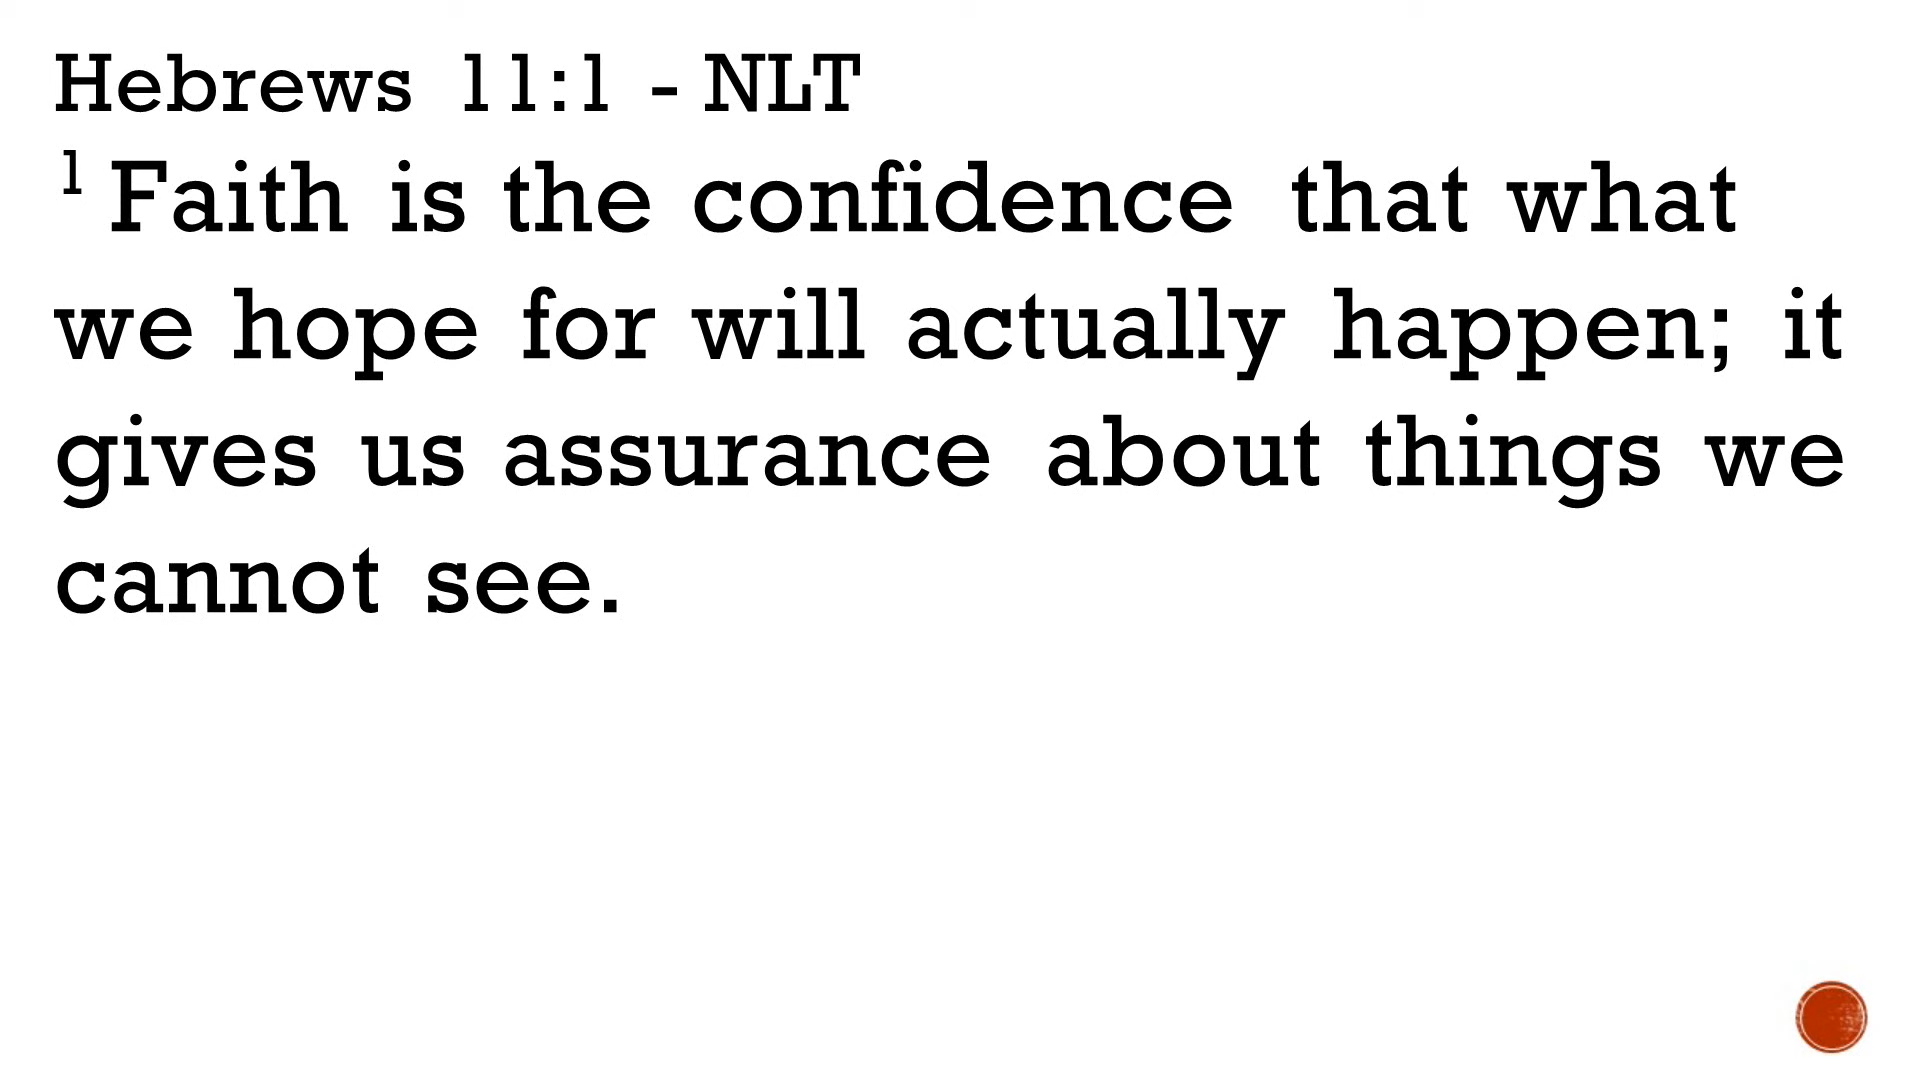 Hebrews 11:1 - NLT
1 Faith is the confidence that what
we hope for will actually happen; it
gives us assurance about things we
cannot see.